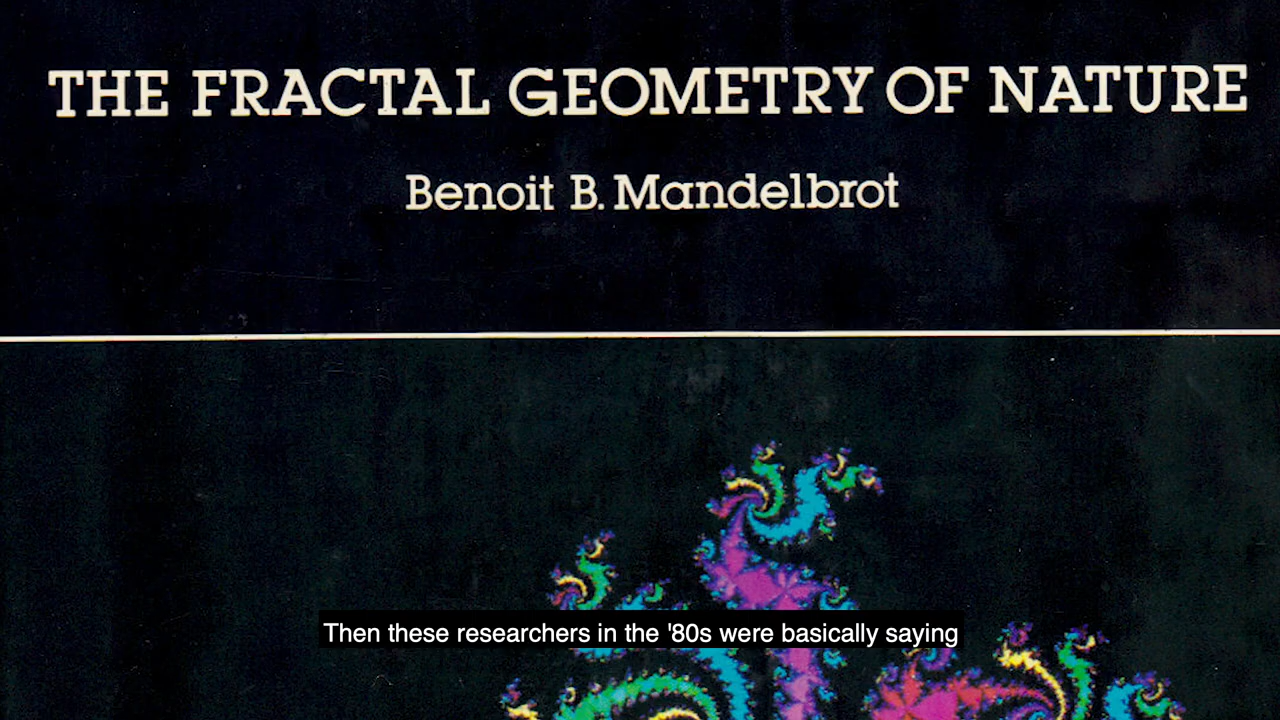 THE FRACTAL GEOMETRY OF NATURE
Benoit B. Mandelbrot
Then these researchers in the '80s were basically saying